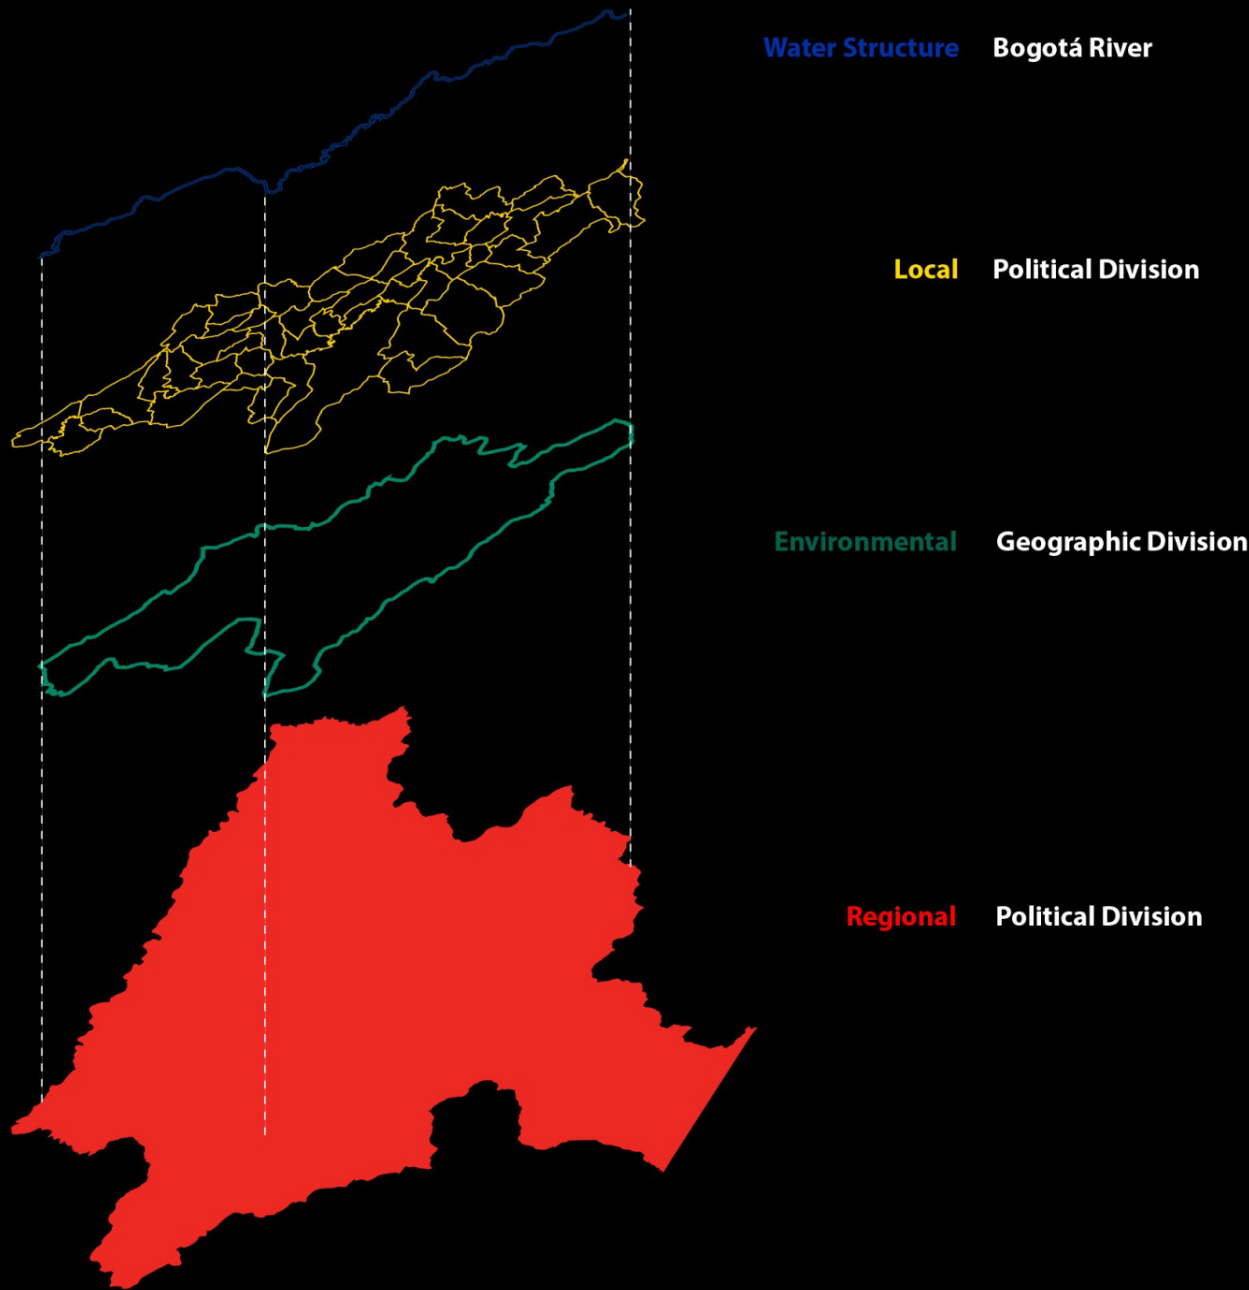 Water Structure Bogotá River
Local Political Division
Environmental Geographic Division
Regional Political Division